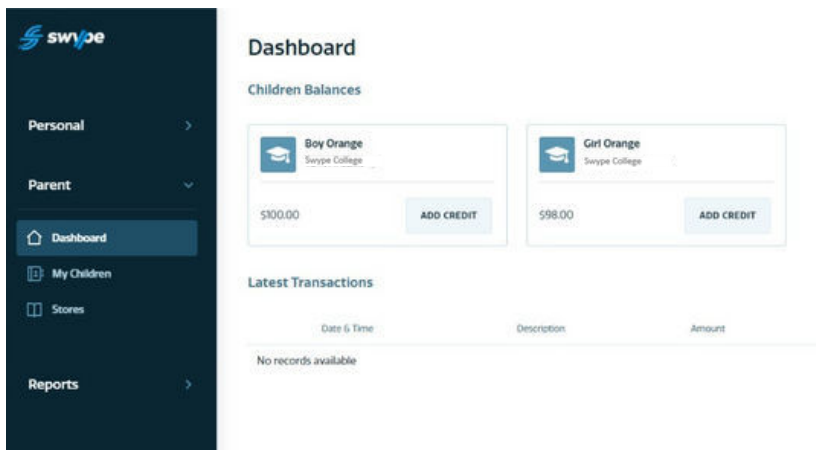 swype
Personal
Parent
Dashboard
My Children
Stores
Reports
Dashboard
Children Balances
Boy Orange
Swype College
$100.00
ADD CREDIT
Girl Orange
Swype College
$98.00
ADD CREDIT
Latest Transactions
Date & Time Description Amount
No records available